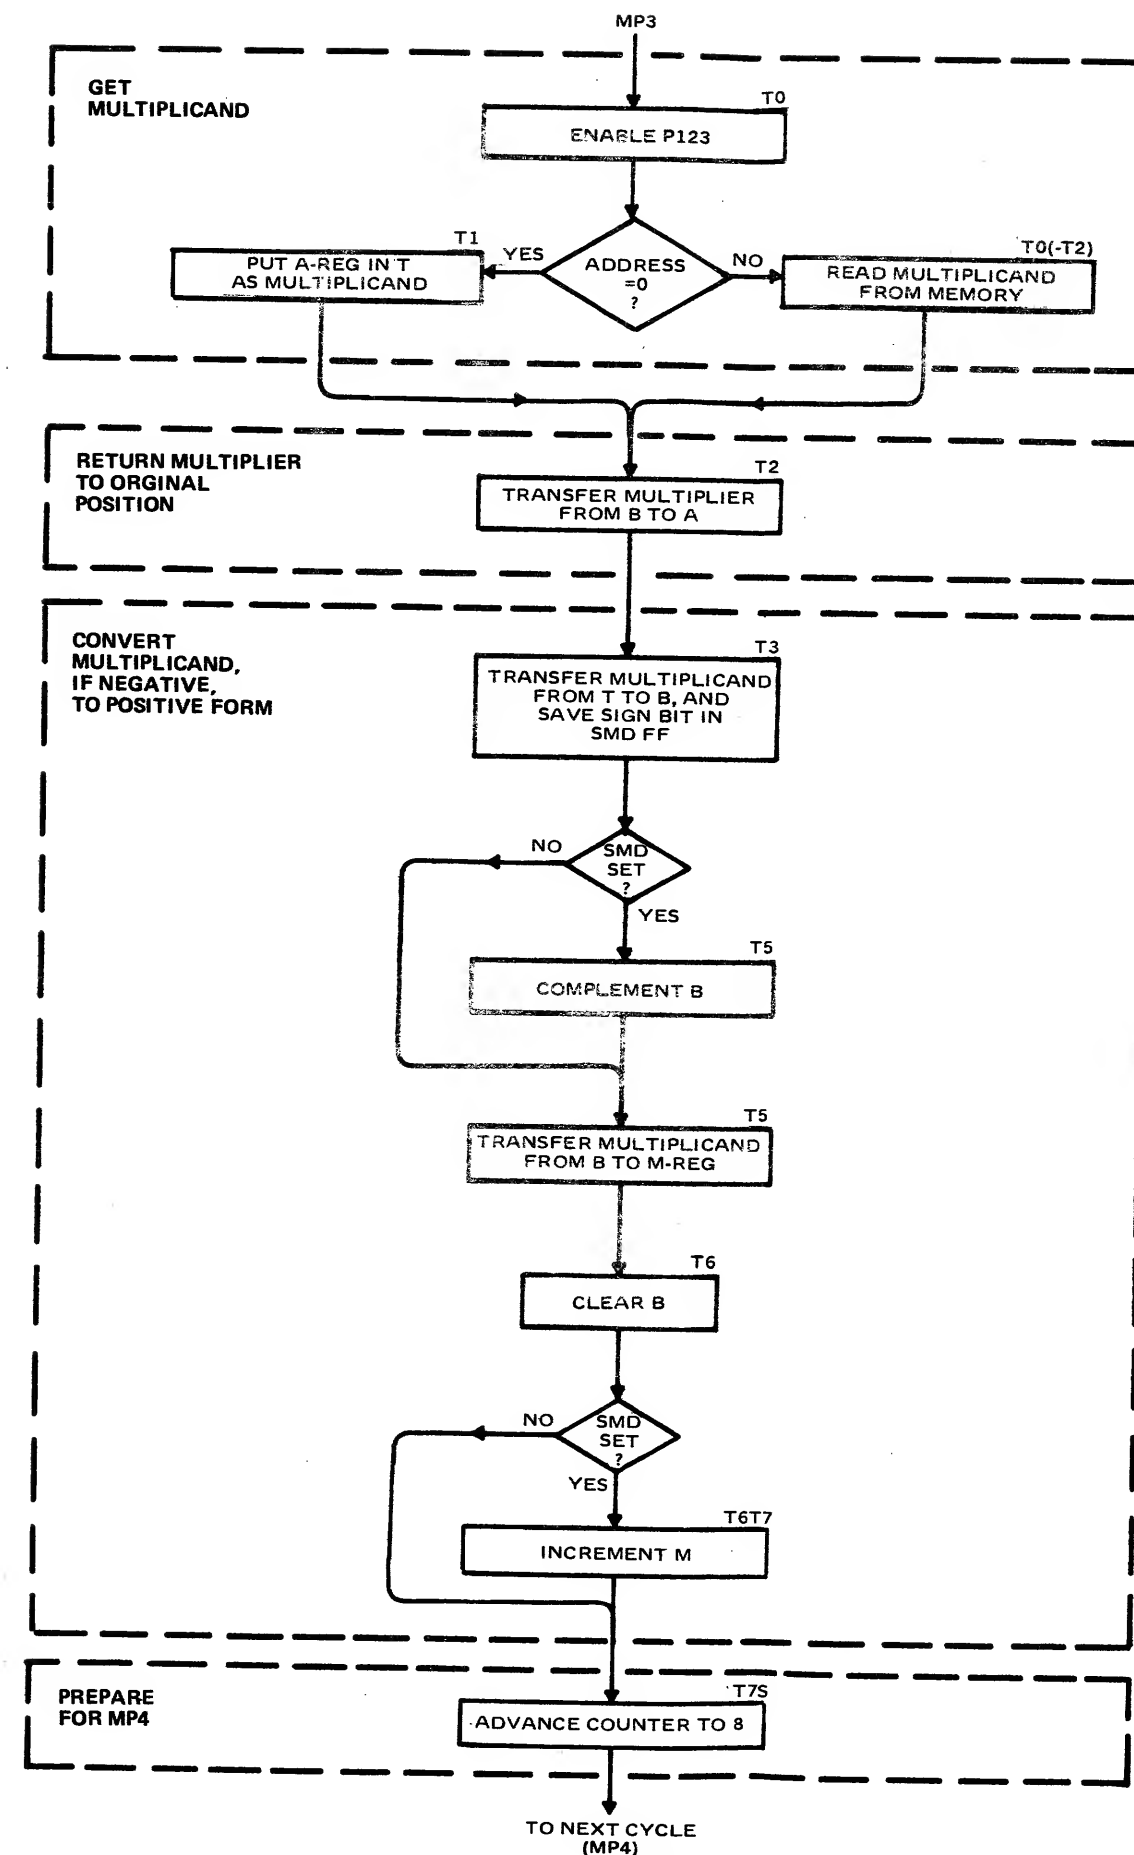 MP3
GET
MULTIPLICAND
T0
ENABLE P123
T1
YES
ADDRESS
=0
?
NO
T0(-T2)
PUT A-REG IN T
AS MULTIPLICAND
READ MULTIPLICAND
FROM MEMORY
RETURN MULTIPLIER
TO ORGINAL
POSITION
T2
TRANSFER MULTIPLIER
FROM B TO A
CONVERT
MULTIPLICAND,
IF NEGATIVE,
TO POSITIVE FORM
T3
TRANSFER MULTIPLICAND
FROM T TO B, AND
SAVE SIGN BIT IN
SMD FF
NO
SMD
SET
?
YES
T5
COMPLEMENT B
T5
TRANSFER MULTIPLICAND
FROM B TO M-REG
T6
CLEAR B
NO
SMD
SET
?
YES
T6T7
INCREMENT M
PREPARE
FOR MP4
T7S
ADVANCE COUNTER TO 8
TO NEXT CYCLE
(MP4)